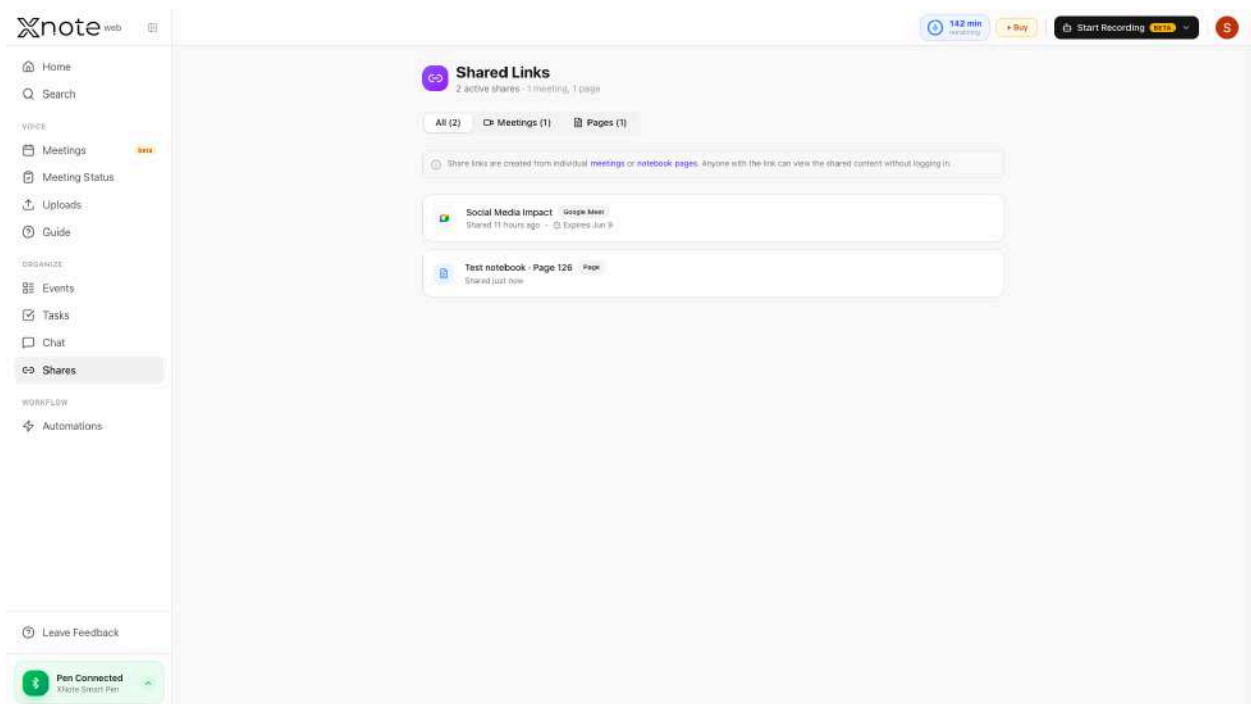 Xnote web
Home
Search
VOICE
Meetings beta
Meeting Status
Uploads
Guide
ORGANIZE
Events
Tasks
Chat
Shares
WORKFLOW
Automations
Leave Feedback
Pen Connected
XNote Smart Pen
142 min
remaining
+ Buy
Start Recording BETA
S
Shared Links
2 active shares · 1 meeting, 1 page
All (2) Meetings (1) Pages (1)
Share links are created from individual meetings or notebook pages. Anyone with the link can view the shared content without logging in.
Social Media Impact Google Meet
Shared 11 hours ago · Expires Jun 9
Test notebook · Page 126 Page
Shared just now